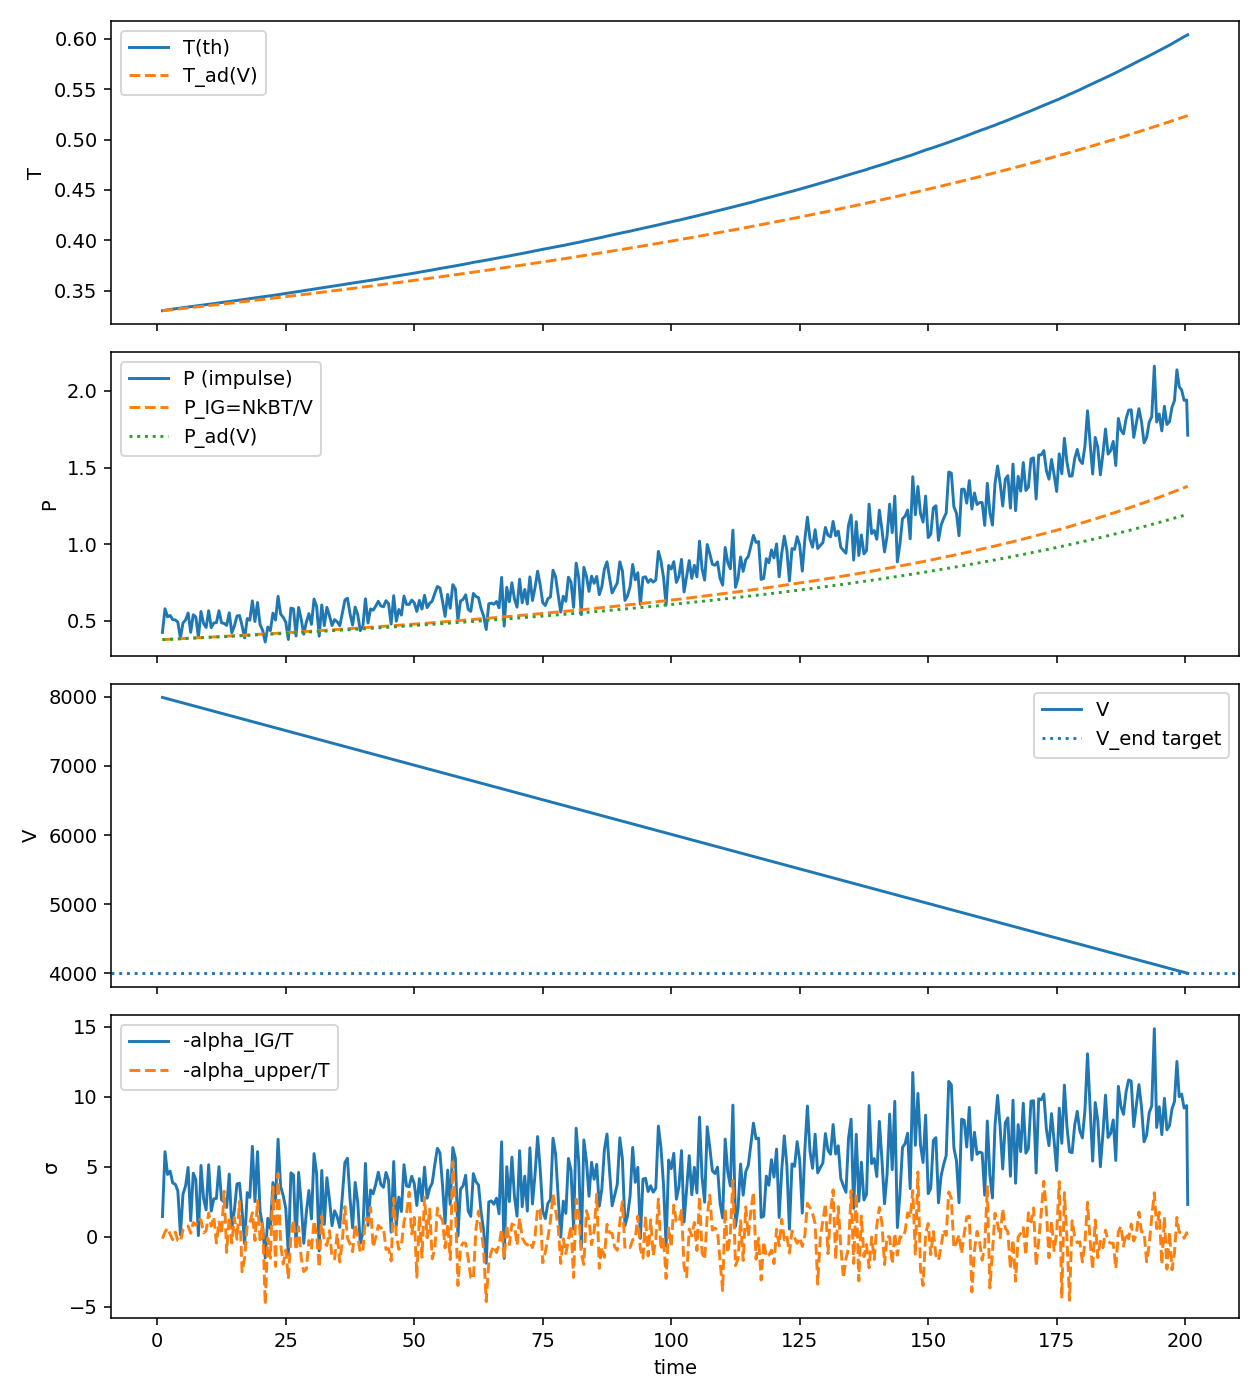 T(th)
T_ad(V)
0.60
0.55
0.50
0.45
0.40
0.35
T
P (impulse)
P_IG=NkBT/V
P_ad(V)
2.0
1.5
1.0
0.5
P
V
V_end target
8000
7000
6000
5000
4000
V
-alpha_IG/T
-alpha_upper/T
15
10
5
0
−5
σ
0 25 50 75 100 125 150 175 200
time